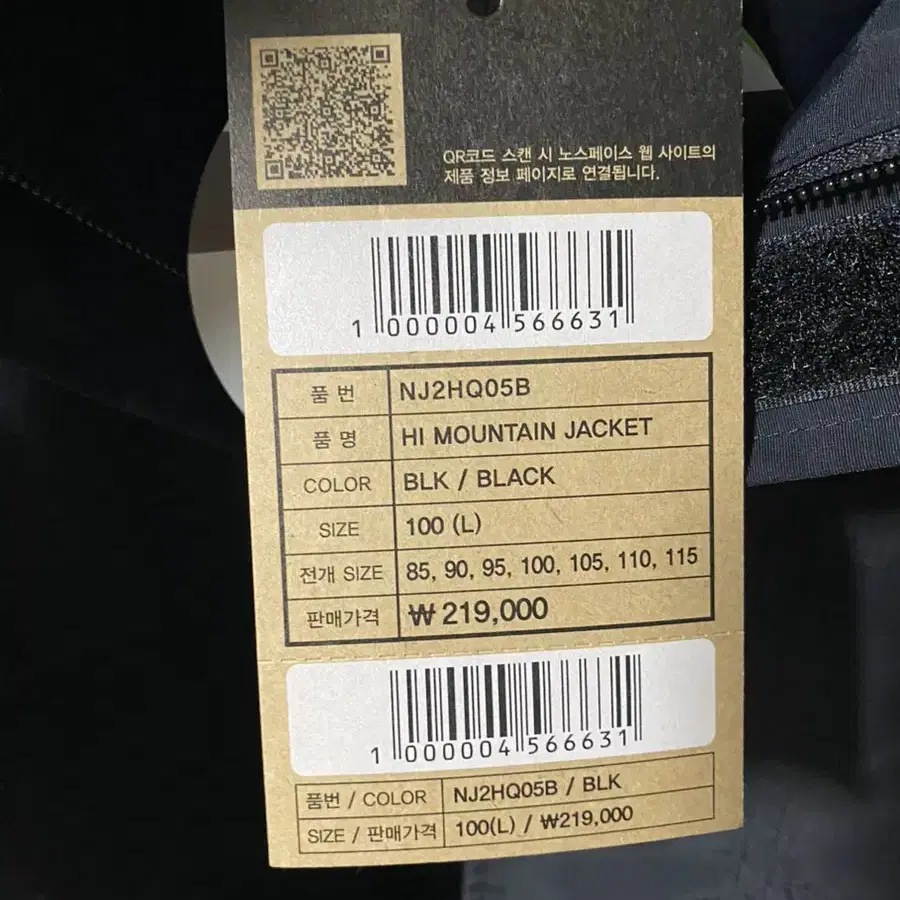 QR코드 스캔 시 노스페이스 웹 사이트의
제품 정보 페이지로 연결됩니다.
1 000004 566631
품 번 NJ2HQ05B
품 명 HI MOUNTAIN JACKET
COLOR BLK / BLACK
SIZE 100 (L)
전개 SIZE 85, 90, 95, 100, 105, 110, 115
판매가격 ₩ 219,000
1 000004 566631
품번 / COLOR NJ2HQ05B / BLK
SIZE / 판매가격 100(L) / ₩219,000